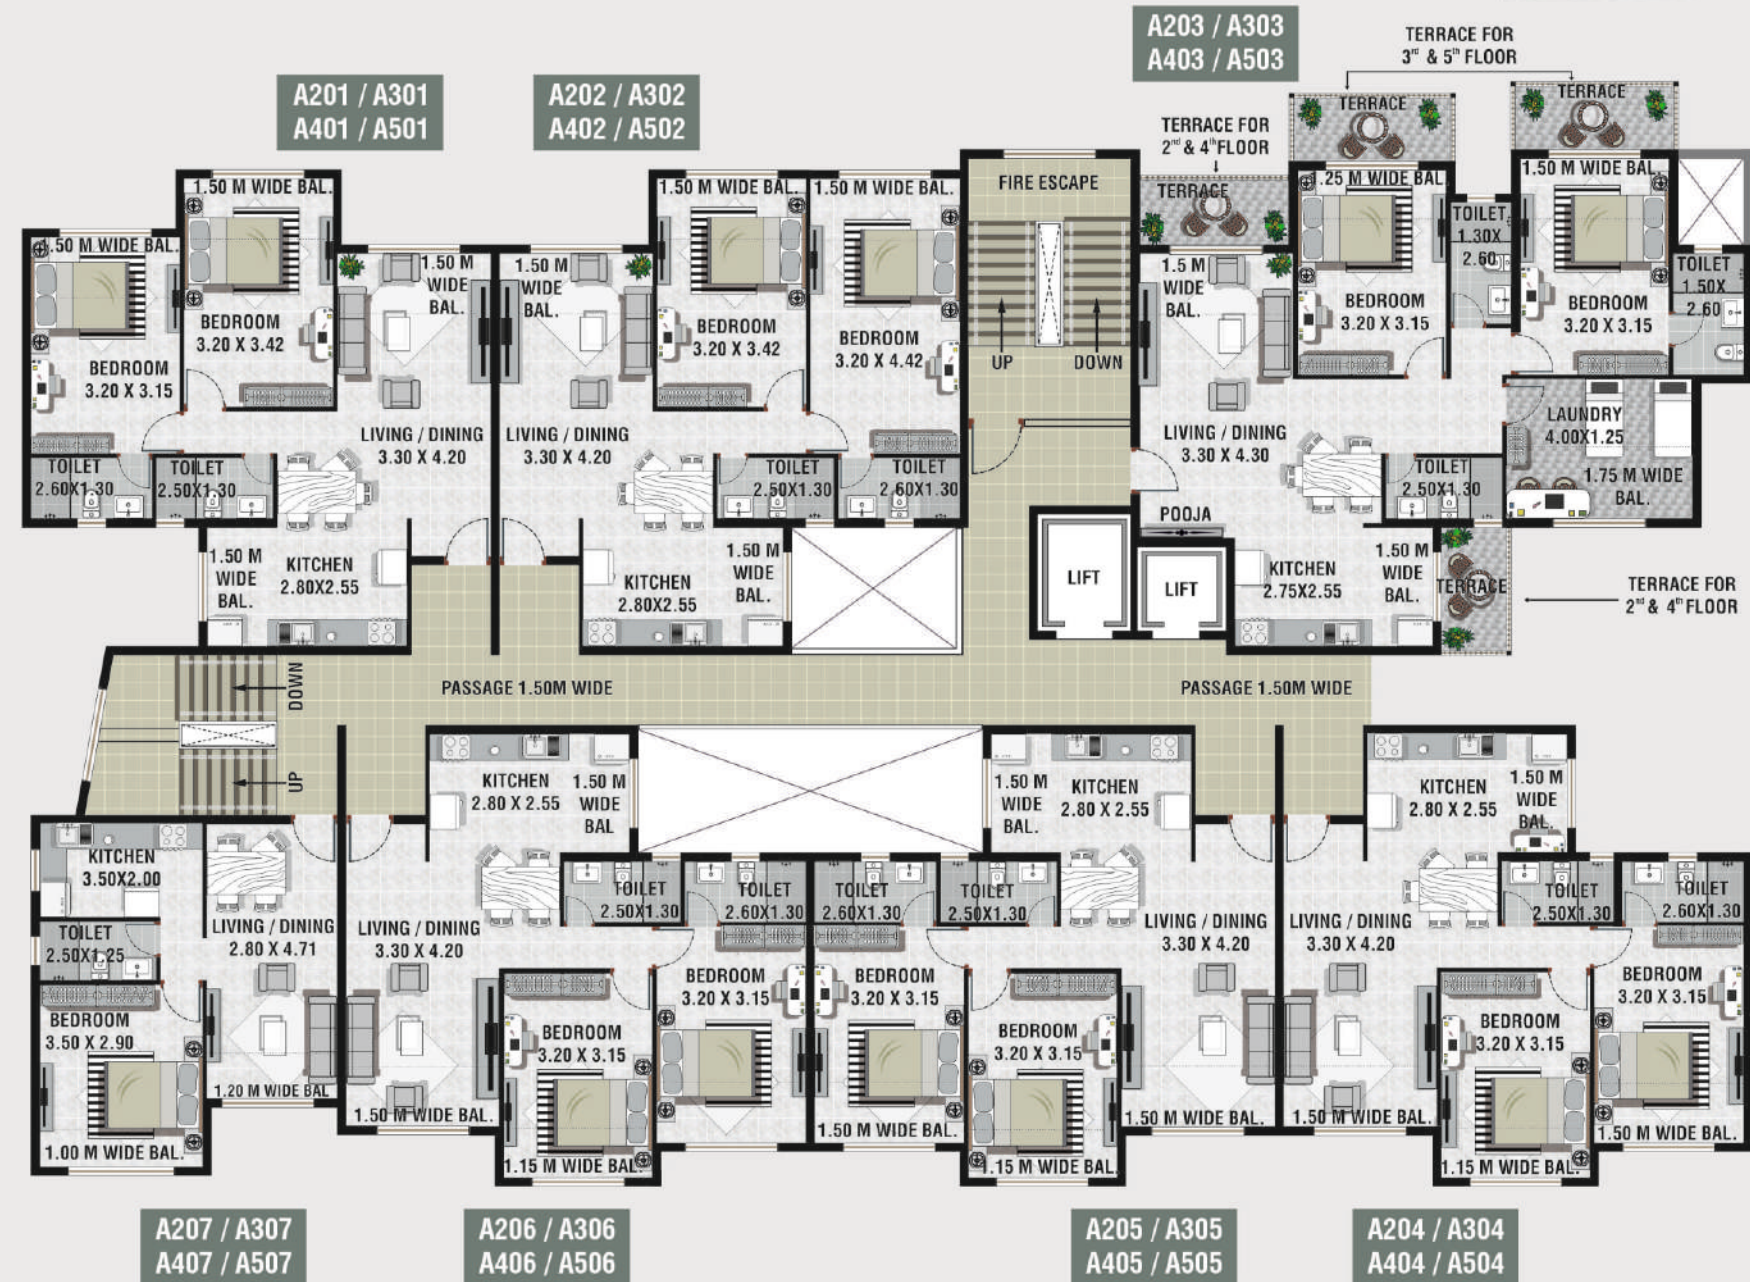 A203 / A303
A403 / A503
TERRACE FOR
3rd & 5th FLOOR
A201 / A301
A401 / A501
A202 / A302
A402 / A502
TERRACE FOR
2nd & 4th FLOOR
TERRACE
TERRACE
TERRACE
1.50 M WIDE BAL.
1.50 M WIDE BAL.
BEDROOM
3.20 X 3.42
BEDROOM
3.20 X 3.15
1.50 M
WIDE
BAL.
LIVING / DINING
3.30 X 4.20
TOILET
2.60X1.30
TOILET
2.50X1.30
1.50 M
WIDE
BAL.
KITCHEN
2.80X2.55
1.50 M
WIDE
BAL.
1.50 M WIDE BAL.
1.50 M WIDE BAL.
BEDROOM
3.20 X 3.42
BEDROOM
3.20 X 4.42
LIVING / DINING
3.30 X 4.20
TOILET
2.50X1.30
TOILET
2.60X1.30
KITCHEN
2.80X2.55
1.50 M
WIDE
BAL.
FIRE ESCAPE
UP
DOWN
LIFT
LIFT
1.5 M
WIDE
BAL.
1.25 M WIDE BAL.
TOILET
1.30X
2.60
1.50 M WIDE BAL.
TOILET
1.50X
2.60
BEDROOM
3.20 X 3.15
BEDROOM
3.20 X 3.15
LIVING / DINING
3.30 X 4.30
LAUNDRY
4.00X1.25
1.75 M WIDE
BAL.
TOILET
2.50X1.30
POOJA
KITCHEN
2.75X2.55
1.50 M
WIDE
BAL.
TERRACE
TERRACE FOR
2nd & 4th FLOOR
DOWN
UP
PASSAGE 1.50M WIDE
PASSAGE 1.50M WIDE
KITCHEN
3.50X2.00
TOILET
2.50X1.25
LIVING / DINING
2.80 X 4.71
BEDROOM
3.50 X 2.90
1.20 M WIDE BAL
1.00 M WIDE BAL.
KITCHEN
2.80 X 2.55
1.50 M
WIDE
BAL
TOILET
2.50X1.30
TOILET
2.60X1.30
LIVING / DINING
3.30 X 4.20
BEDROOM
3.20 X 3.15
BEDROOM
3.20 X 3.15
1.50 M WIDE BAL.
1.15 M WIDE BAL.
1.50 M
WIDE
BAL.
KITCHEN
2.80 X 2.55
TOILET
2.60X1.30
TOILET
2.50X1.30
LIVING / DINING
3.30 X 4.20
BEDROOM
3.20 X 3.15
BEDROOM
3.20 X 3.15
1.50 M WIDE BAL.
1.15 M WIDE BAL.
1.50 M WIDE BAL.
KITCHEN
2.80 X 2.55
1.50 M
WIDE
BAL.
TOILET
2.50X1.30
TOILET
2.60X1.30
LIVING / DINING
3.30 X 4.20
BEDROOM
3.20 X 3.15
BEDROOM
3.20 X 3.15
1.50 M WIDE BAL.
1.15 M WIDE BAL.
1.50 M WIDE BAL.
A207 / A307
A407 / A507
A206 / A306
A406 / A506
A205 / A305
A405 / A505
A204 / A304
A404 / A504